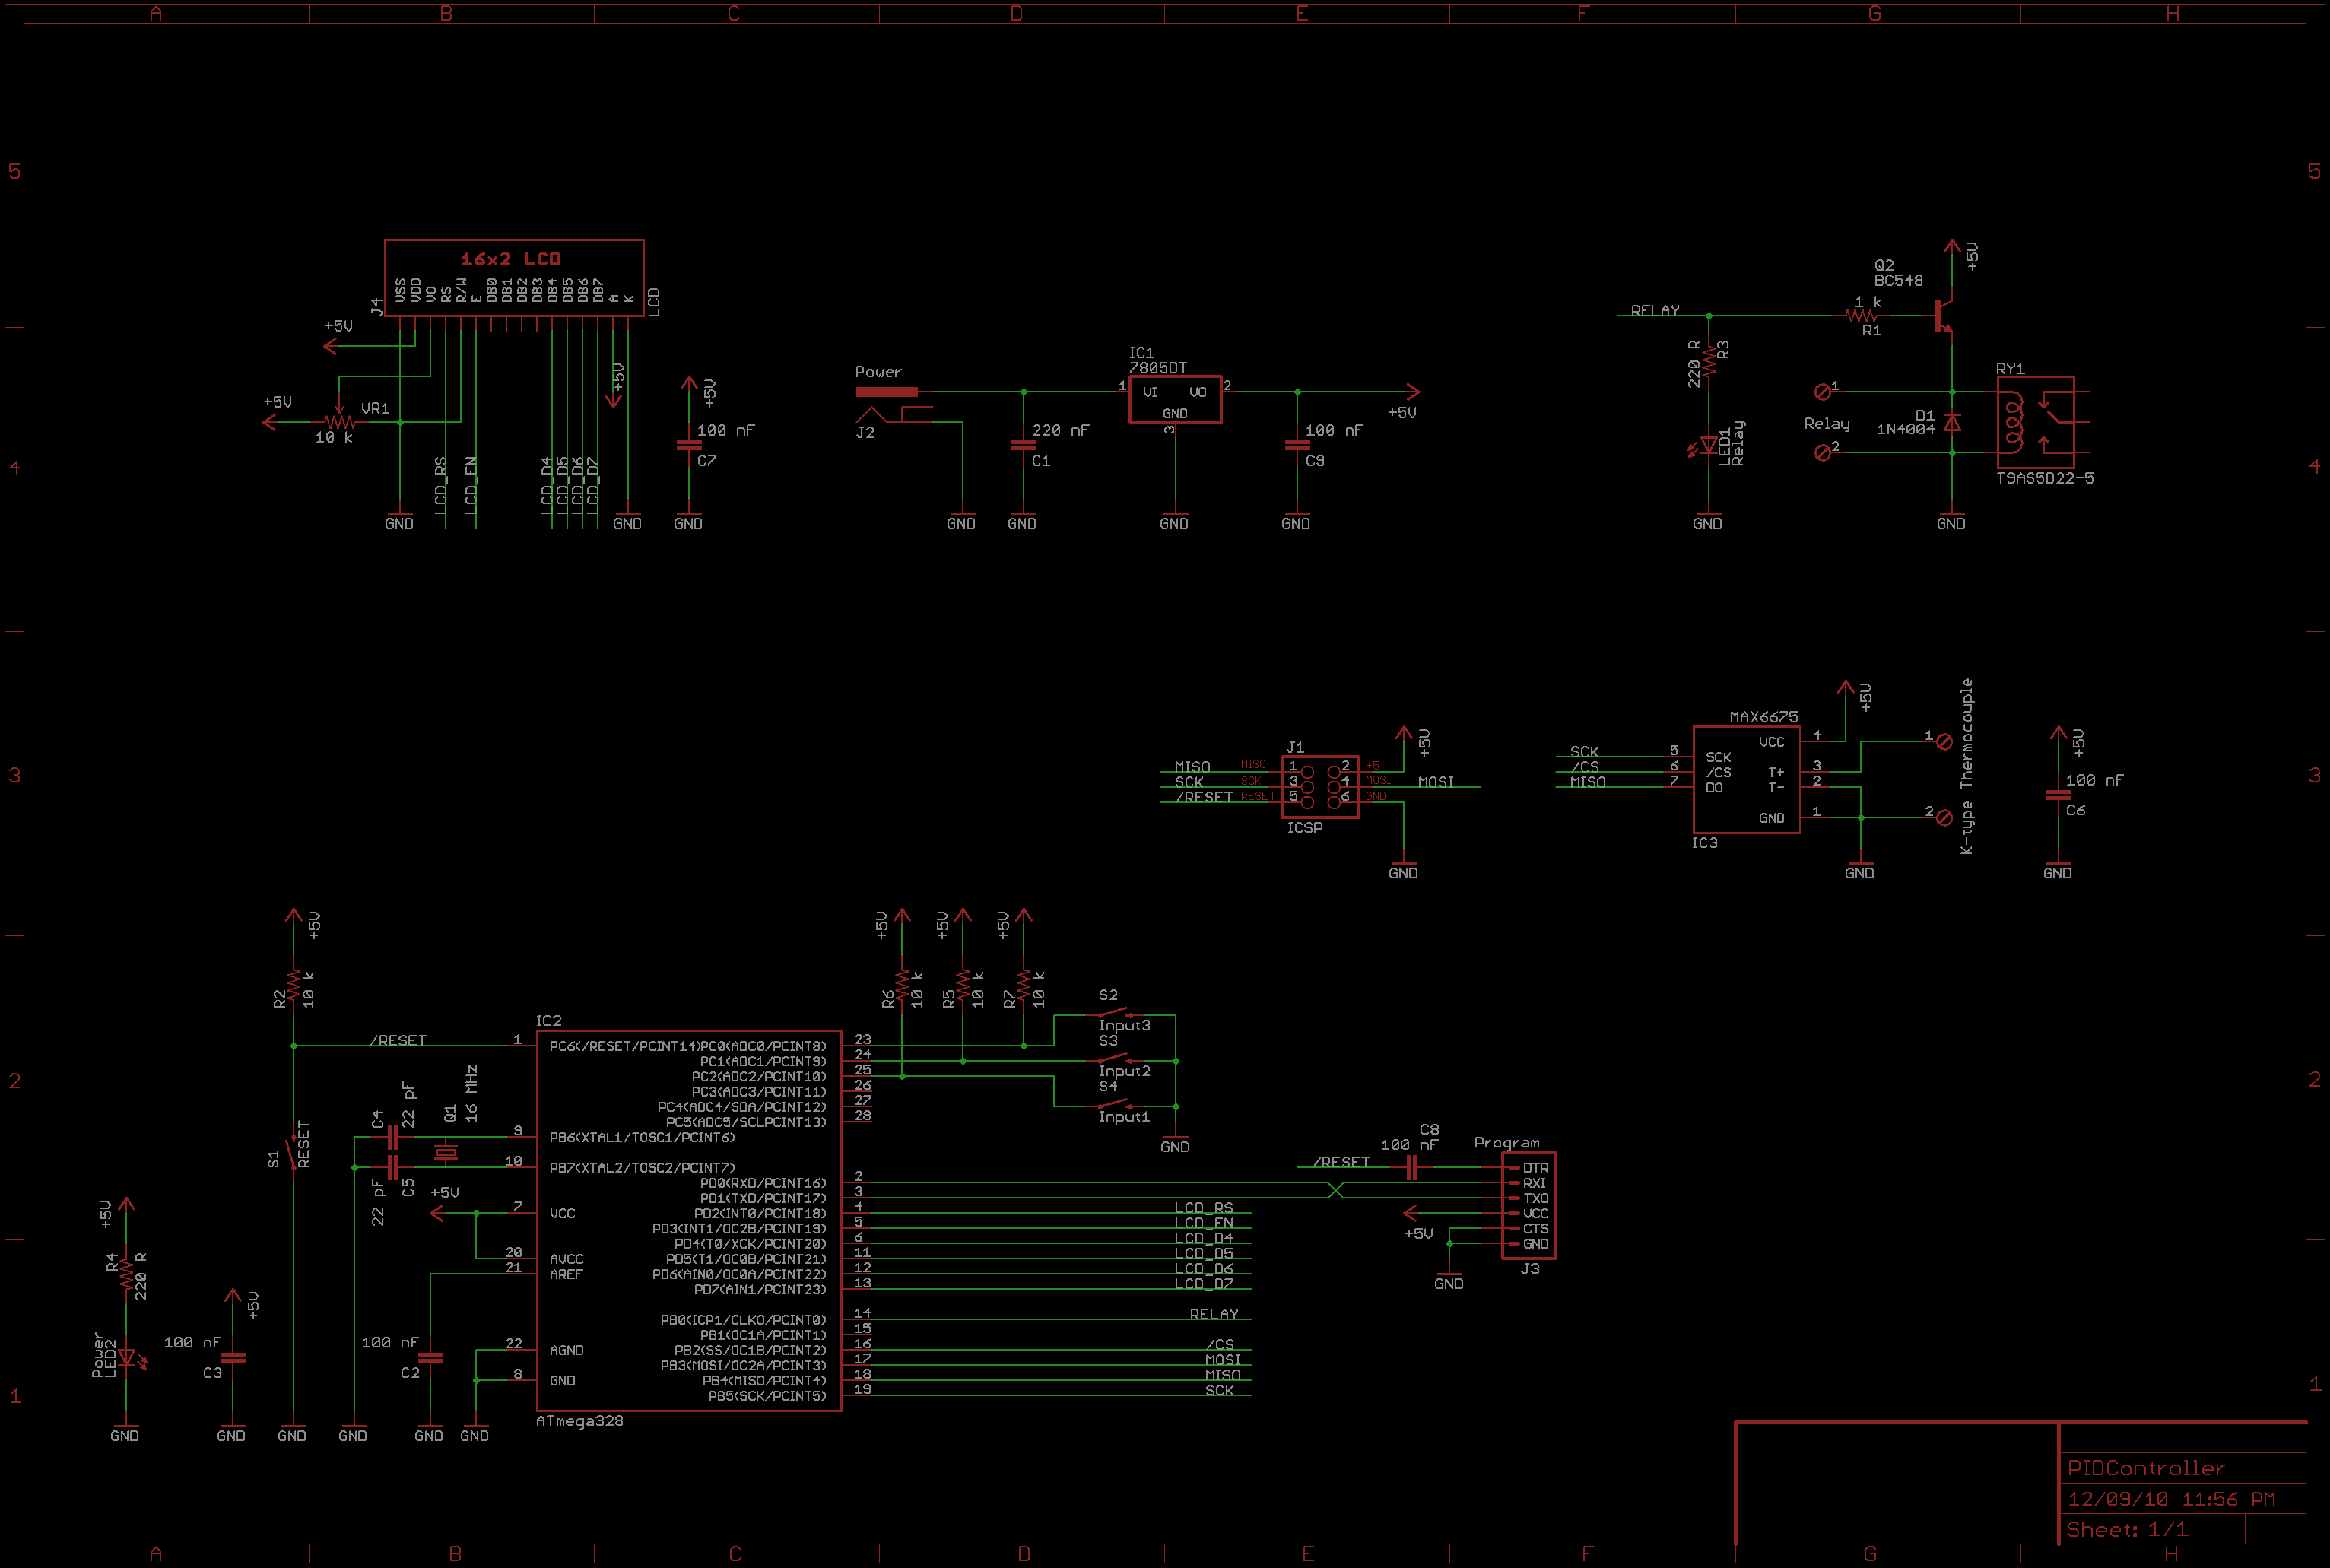 A B C D E F G H
5 5
16x2 LCD
VSS VDD VO RS R/W E DB0 DB1 DB2 DB3 DB4 DB5 DB6 DB7 A K
J4
LCD
+5V
+5V
VR1
10 k
LCD_RS
LCD_EN
LCD_D4
LCD_D5
LCD_D6
LCD_D7
+5V
GND
GND
+5V
100 nF
C7
GND
Power
J2
GND
220 nF
C1
GND
IC1
7805DT
1 VI VO 2
GND
3
GND
100 nF
C9
GND
+5V
RELAY
220 R
R3
LED1
Relay
GND
Q2
BC548
1 k
R1
+5V
1
Relay
2
D1
1N4004
GND
RY1
T9AS5D22-5
4 4
J1
MISO MISO 1 2 +5
SCK SCK 3 4 MOSI MOSI
/RESET RESET 5 6 GND
ICSP
+5V
GND
MAX6675
SCK 5 SCK
/CS 6 /CS
MISO 7 DO
VCC 4
T+ 3
T- 2
GND 1
IC3
+5V
1
2
K-type Thermocouple
GND
+5V
100 nF
C6
GND
3 3
+5V
R2
10 k
/RESET
S1
RESET
GND
C4
22 pF
22 pF
C5
Q1
16 MHz
GND
+5V
+5V
R4
220 R
Power
LED2
GND
+5V
100 nF
C3
GND
100 nF
C2
GND
GND
IC2
1 PC6(/RESET/PCINT14)
9 PB6(XTAL1/TOSC1/PCINT6)
10 PB7(XTAL2/TOSC2/PCINT7)
7 VCC
20 AVCC
21 AREF
22 AGND
8 GND
PC0(ADC0/PCINT8) 23
PC1(ADC1/PCINT9) 24
PC2(ADC2/PCINT10) 25
PC3(ADC3/PCINT11) 26
PC4(ADC4/SDA/PCINT12) 27
PC5(ADC5/SCLPCINT13) 28
PD0(RXD/PCINT16) 2
PD1(TXD/PCINT17) 3
PD2(INT0/PCINT18) 4 LCD_RS
PD3(INT1/OC2B/PCINT19) 5 LCD_EN
PD4(T0/XCK/PCINT20) 6 LCD_D4
PD5(T1/OC0B/PCINT21) 11 LCD_D5
PD6(AIN0/OC0A/PCINT22) 12 LCD_D6
PD7(AIN1/PCINT23) 13 LCD_D7
PB0(ICP1/CLKO/PCINT0) 14 RELAY
PB1(OC1A/PCINT1) 15
PB2(SS/OC1B/PCINT2) 16 /CS
PB3(MOSI/OC2A/PCINT3) 17 MOSI
PB4(MISO/PCINT4) 18 MISO
PB5(SCK/PCINT5) 19 SCK
ATmega328
+5V
+5V
+5V
R6
10 k
R5
10 k
R7
10 k
S2
Input3
S3
Input2
S4
Input1
GND
C8
100 nF
/RESET
Program
DTR
RXI
TXO
VCC
CTS
GND
J3
+5V
GND
2 2
1 1
PIDController
12/09/10 11:56 PM
Sheet: 1/1
A B C D E F G H